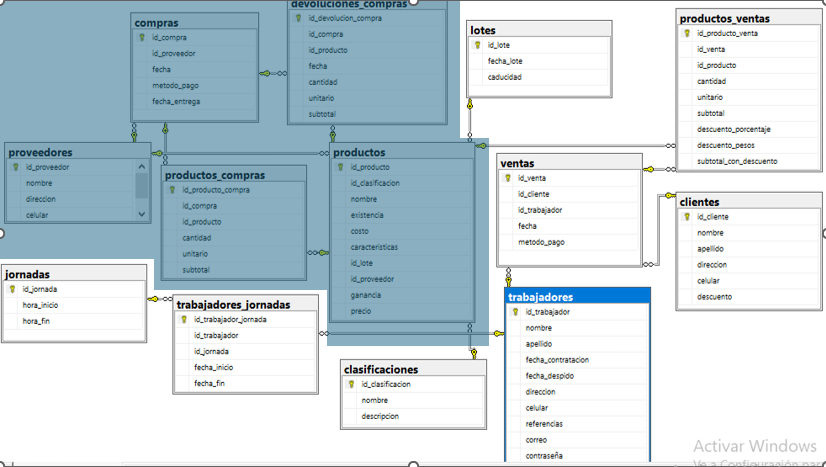 compras
id_compra
id_proveedor
fecha
metodo_pago
fecha_entrega
devoluciones_compras
id_devolucion_compra
id_compra
id_producto
fecha
cantidad
unitario
subtotal
lotes
id_lote
fecha_lote
caducidad
productos_ventas
id_producto_venta
id_venta
id_producto
cantidad
unitario
subtotal
descuento_porcentaje
descuento_pesos
subtotal_con_descuento
proveedores
id_proveedor
nombre
direccion
celular
productos_compras
id_producto_compra
id_compra
id_producto
cantidad
unitario
subtotal
productos
id_producto
id_clasificacion
nombre
existencia
costo
caracteristicas
id_lote
id_proveedor
ganancia
precio
ventas
id_venta
id_cliente
id_trabajador
fecha
metodo_pago
clientes
id_cliente
nombre
apellido
direccion
celular
descuento
jornadas
id_jornada
hora_inicio
hora_fin
trabajadores_jornadas
id_trabajador_jornada
id_trabajador
id_jornada
fecha_inicio
fecha_fin
clasificaciones
id_clasificacion
nombre
descripcion
trabajadores
id_trabajador
nombre
apellido
fecha_contratacion
fecha_despido
direccion
celular
referencias
correo
contraseña
Activar Windows
Ve a Configuración para